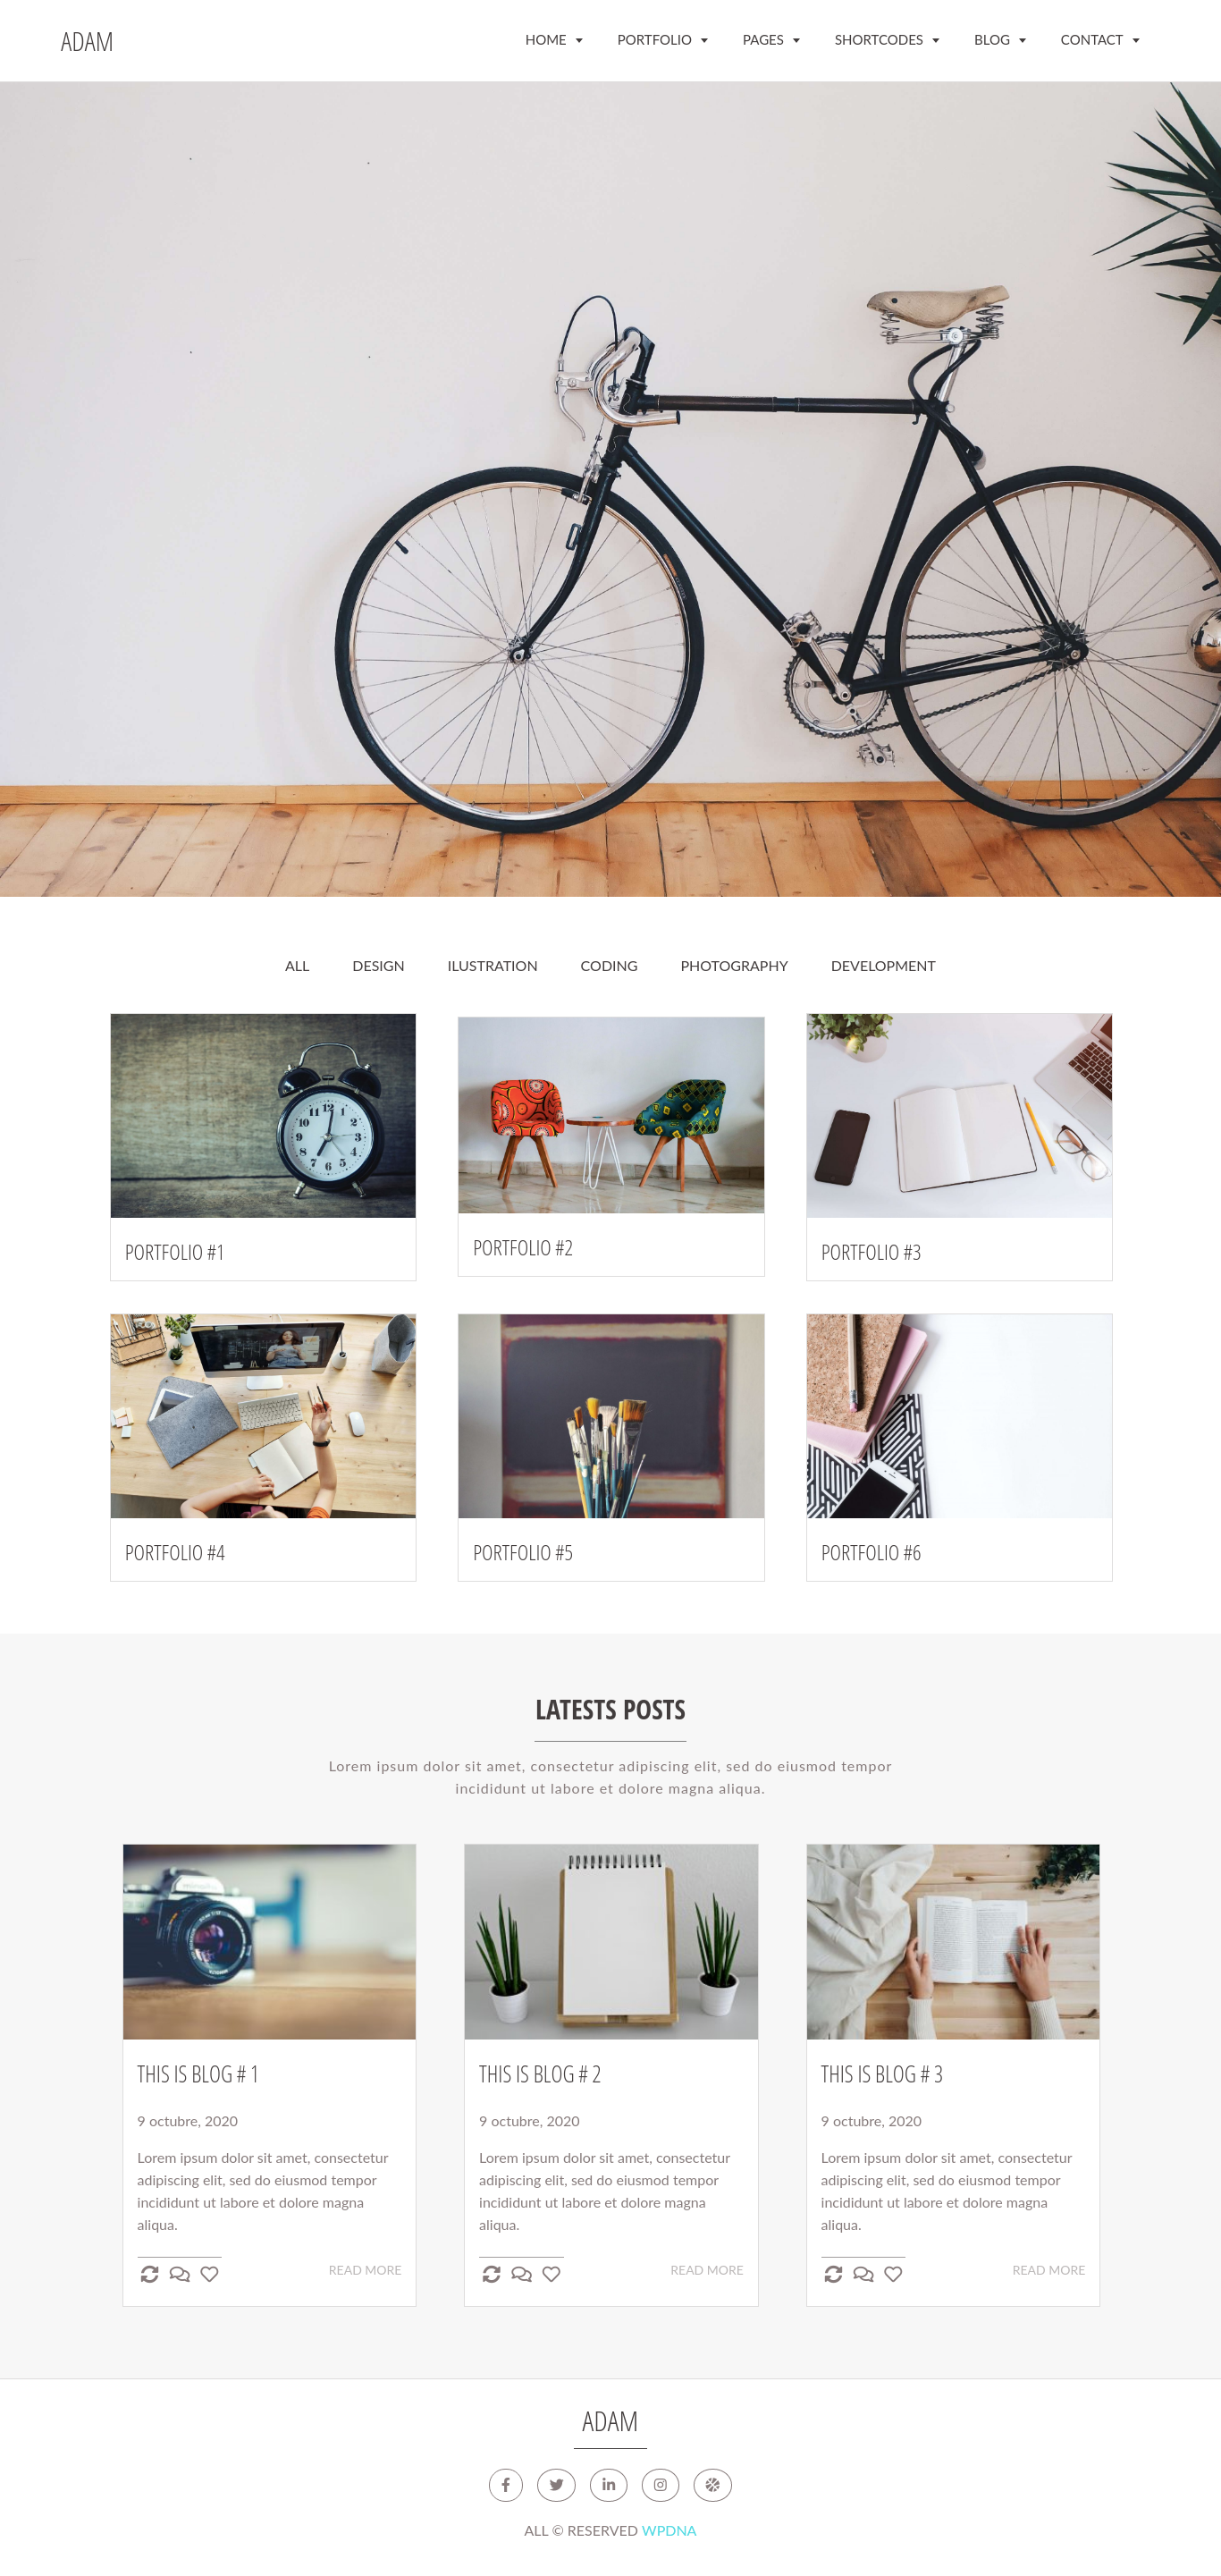 ADAM
HOME PORTFOLIO PAGES SHORTCODES BLOG CONTACT
ALL DESIGN ILUSTRATION CODING PHOTOGRAPHY DEVELOPMENT
PORTFOLIO #1
PORTFOLIO #2
PORTFOLIO #3
PORTFOLIO #4
PORTFOLIO #5
PORTFOLIO #6
LATESTS POSTS
Lorem ipsum dolor sit amet, consectetur adipiscing elit, sed do eiusmod tempor
incididunt ut labore et dolore magna aliqua.
THIS IS BLOG # 1
9 octubre, 2020
Lorem ipsum dolor sit amet, consectetur
adipiscing elit, sed do eiusmod tempor
incididunt ut labore et dolore magna
aliqua.
READ MORE
THIS IS BLOG # 2
9 octubre, 2020
Lorem ipsum dolor sit amet, consectetur
adipiscing elit, sed do eiusmod tempor
incididunt ut labore et dolore magna
aliqua.
READ MORE
THIS IS BLOG # 3
9 octubre, 2020
Lorem ipsum dolor sit amet, consectetur
adipiscing elit, sed do eiusmod tempor
incididunt ut labore et dolore magna
aliqua.
READ MORE
ADAM
ALL © RESERVED WPDNA